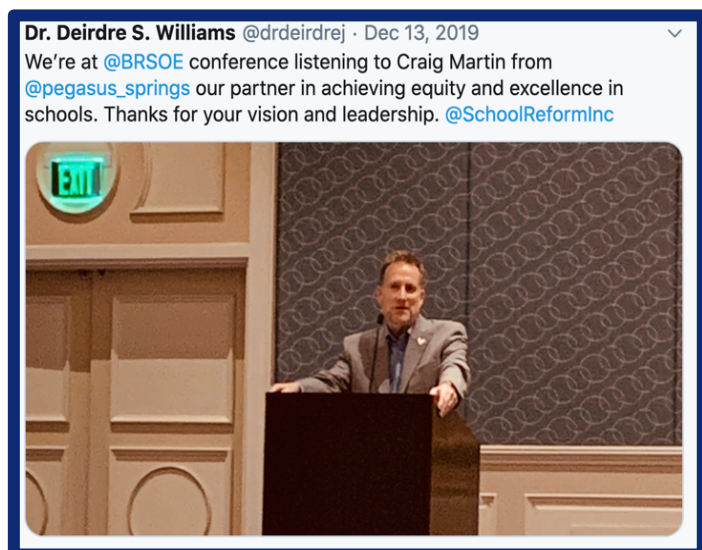 Dr. Deirdre S. Williams @drdeirdrej · Dec 13, 2019
We’re at @BRSOE conference listening to Craig Martin from
@pegasus_springs our partner in achieving equity and excellence in
schools. Thanks for your vision and leadership. @SchoolReformInc
EXIT